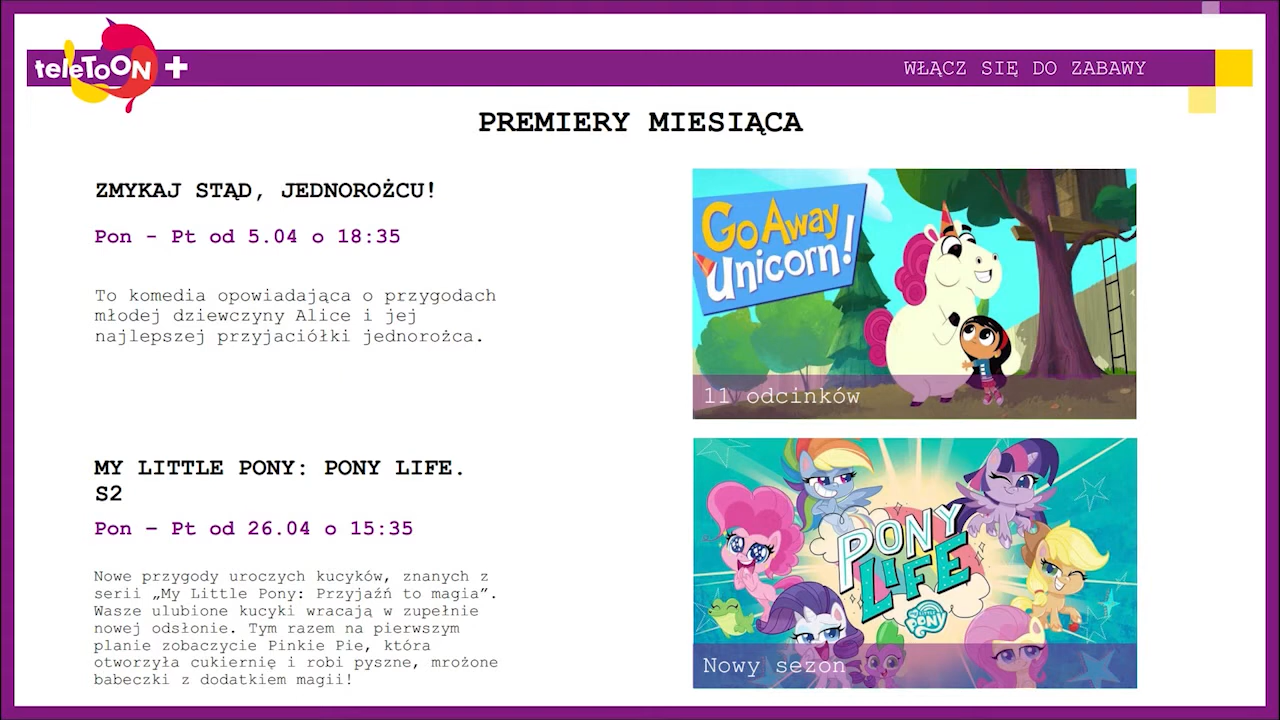 teleTOON +
WŁĄCZ SIĘ DO ZABAWY
PREMIERY MIESIĄCA
ZMYKAJ STĄD, JEDNOROŻCU!
Pon - Pt od 5.04 o 18:35
To komedia opowiadająca o przygodach
młodej dziewczyny Alice i jej
najlepszej przyjaciółki jednorożca.
Go Away
Unicorn!
11 odcinków
MY LITTLE PONY: PONY LIFE.
S2
Pon – Pt od 26.04 o 15:35
Nowe przygody uroczych kucyków, znanych z
serii „My Little Pony: Przyjaźń to magia”.
Wasze ulubione kucyki wracają w zupełnie
nowej odsłonie. Tym razem na pierwszym
planie zobaczycie Pinkie Pie, która
otworzyła cukiernię i robi pyszne, mrożone
babeczki z dodatkiem magii!
PONY
LIFE
MY LITTLE
PONY
Nowy sezon